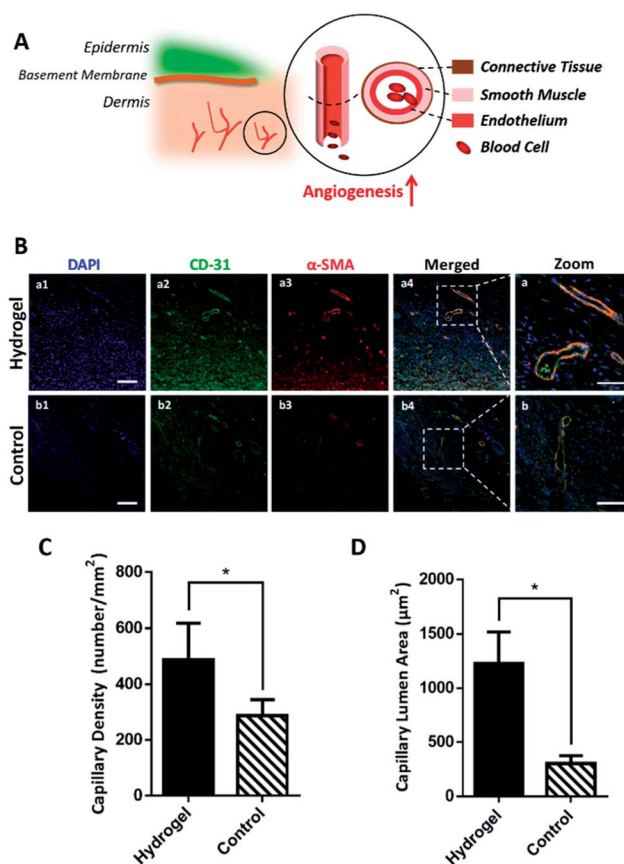 A
Epidermis
Basement Membrane
Dermis
Connective Tissue
Smooth Muscle
Endothelium
Blood Cell
Angiogenesis
B
DAPI CD-31 α-SMA Merged Zoom
Hydrogel
a1 a2 a3 a4 a
Control
b1 b2 b3 b4 b
C
Capillary Density (number/mm²)
800
600
400
200
0
*
Hydrogel Control
D
Capillary Lumen Area (μm²)
2000
1500
1000
500
0
*
Hydrogel Control